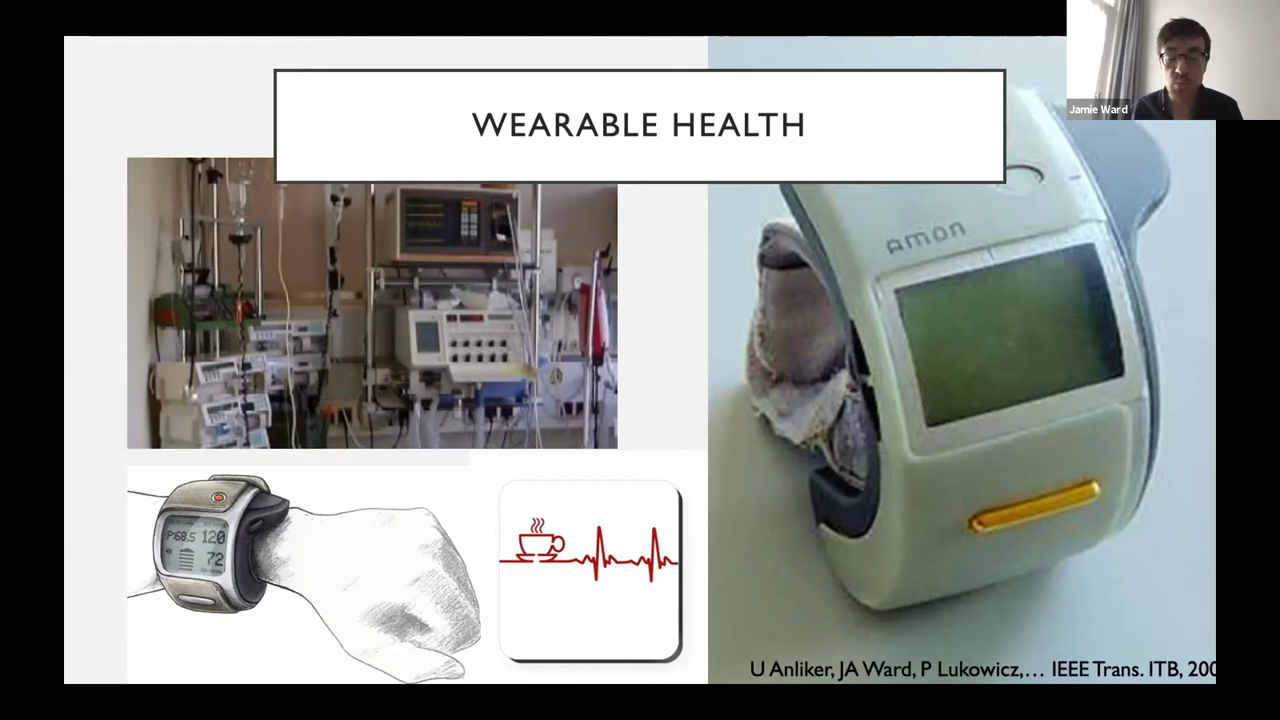 WEARABLE HEALTH
Jamie Ward
amon
P:68,5 120
72
U Anliker, JA Ward, P Lukowicz,... IEEE Trans. ITB, 200